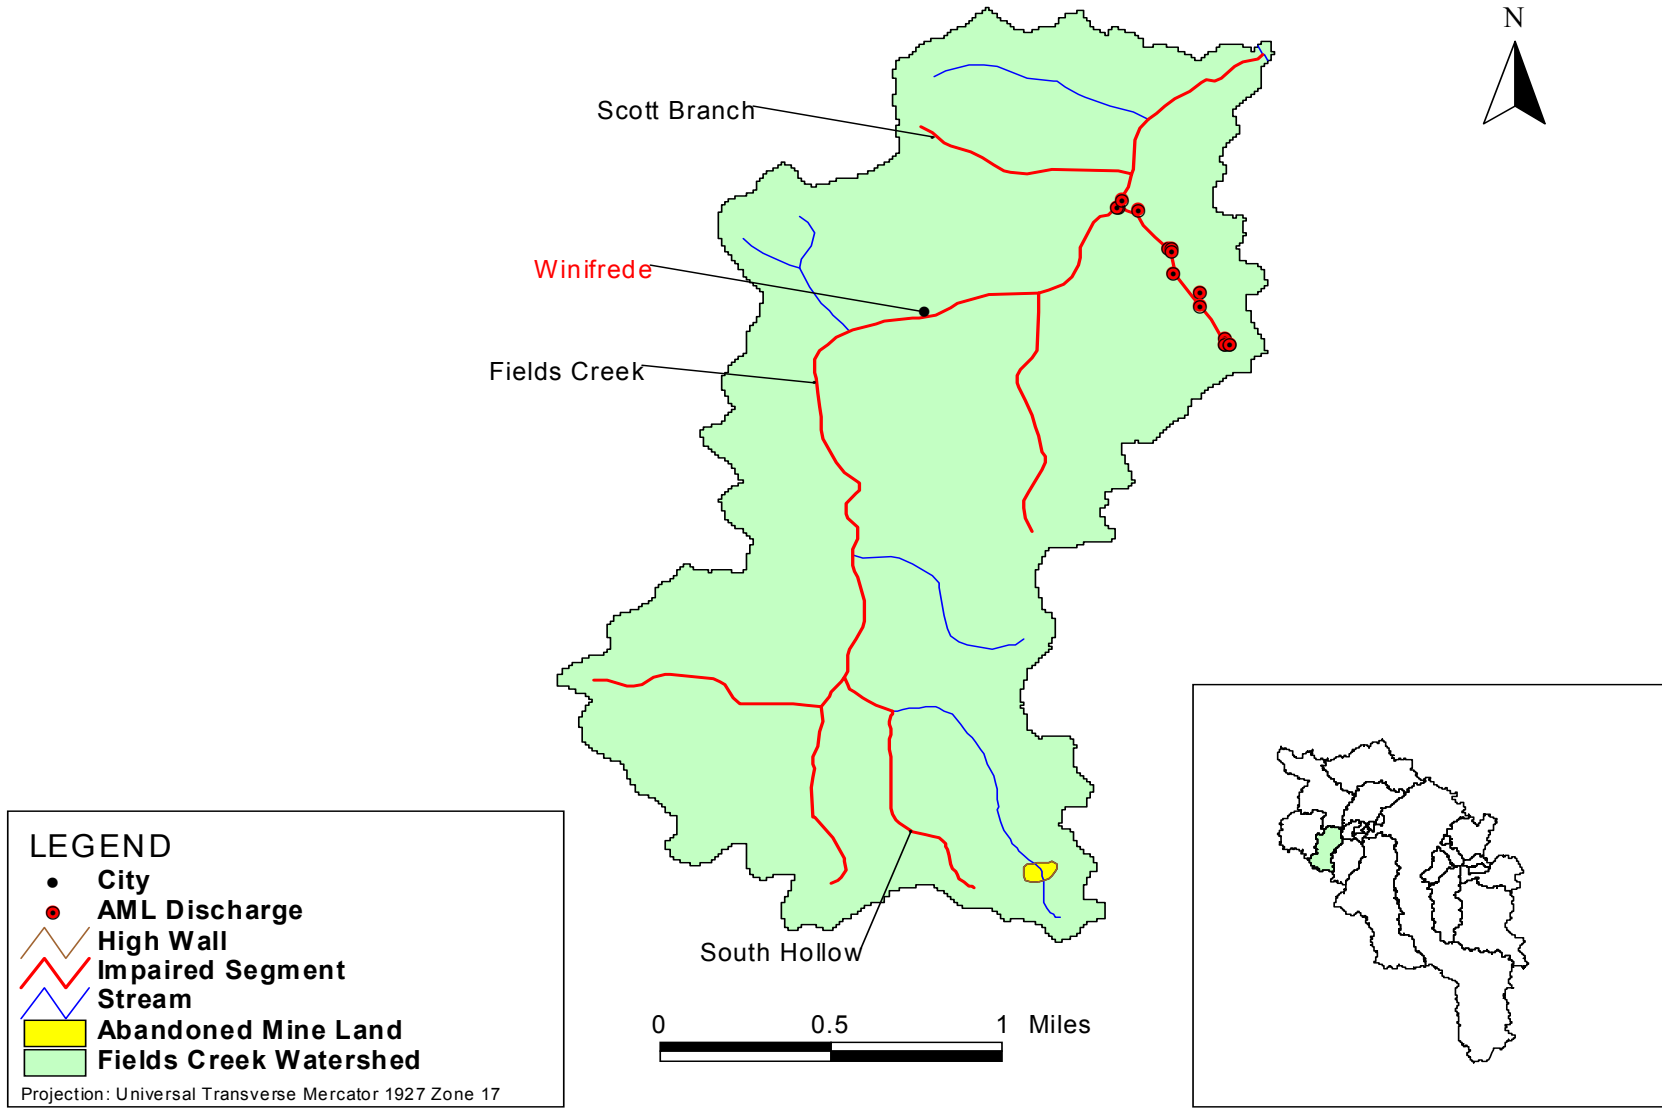 N
Scott Branch
Winifrede
Fields Creek
South Hollow
0 0.5 1 Miles
LEGEND
City
AML Discharge
High Wall
Impaired Segment
Stream
Abandoned Mine Land
Fields Creek Watershed
Projection: Universal Transverse Mercator 1927 Zone 17